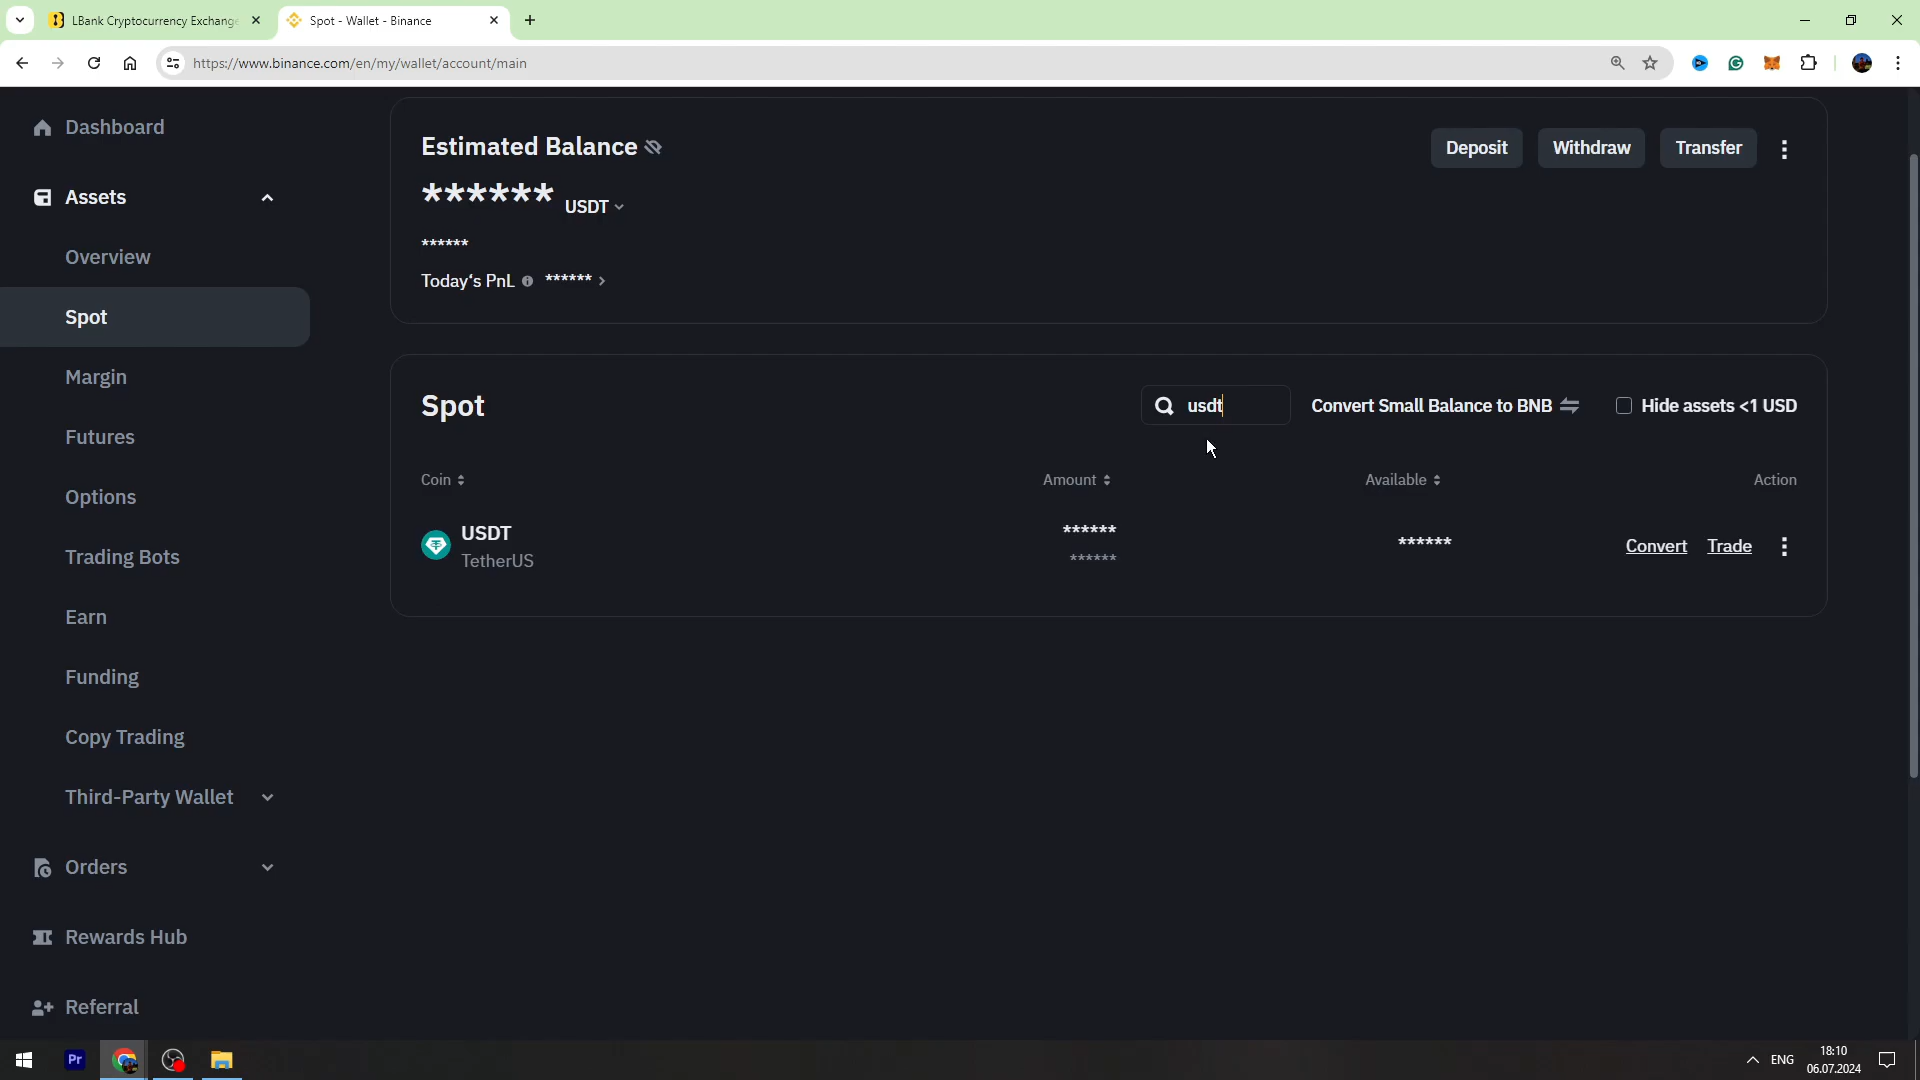 LBank Cryptocurrency Exchange
Spot - Wallet - Binance
https://www.binance.com/en/my/wallet/account/main
Dashboard
Assets
Overview
Spot
Margin
Futures
Options
Trading Bots
Earn
Funding
Copy Trading
Third-Party Wallet
Orders
Rewards Hub
Referral
Estimated Balance
Deposit Withdraw Transfer
****** USDT
******
Today‘s PnL ******
Spot
usdt
Convert Small Balance to BNB
Hide assets <1 USD
Coin Amount Available Action
USDT
TetherUS
******
******
******
Convert Trade
Pr
ENG
18:10
06.07.2024